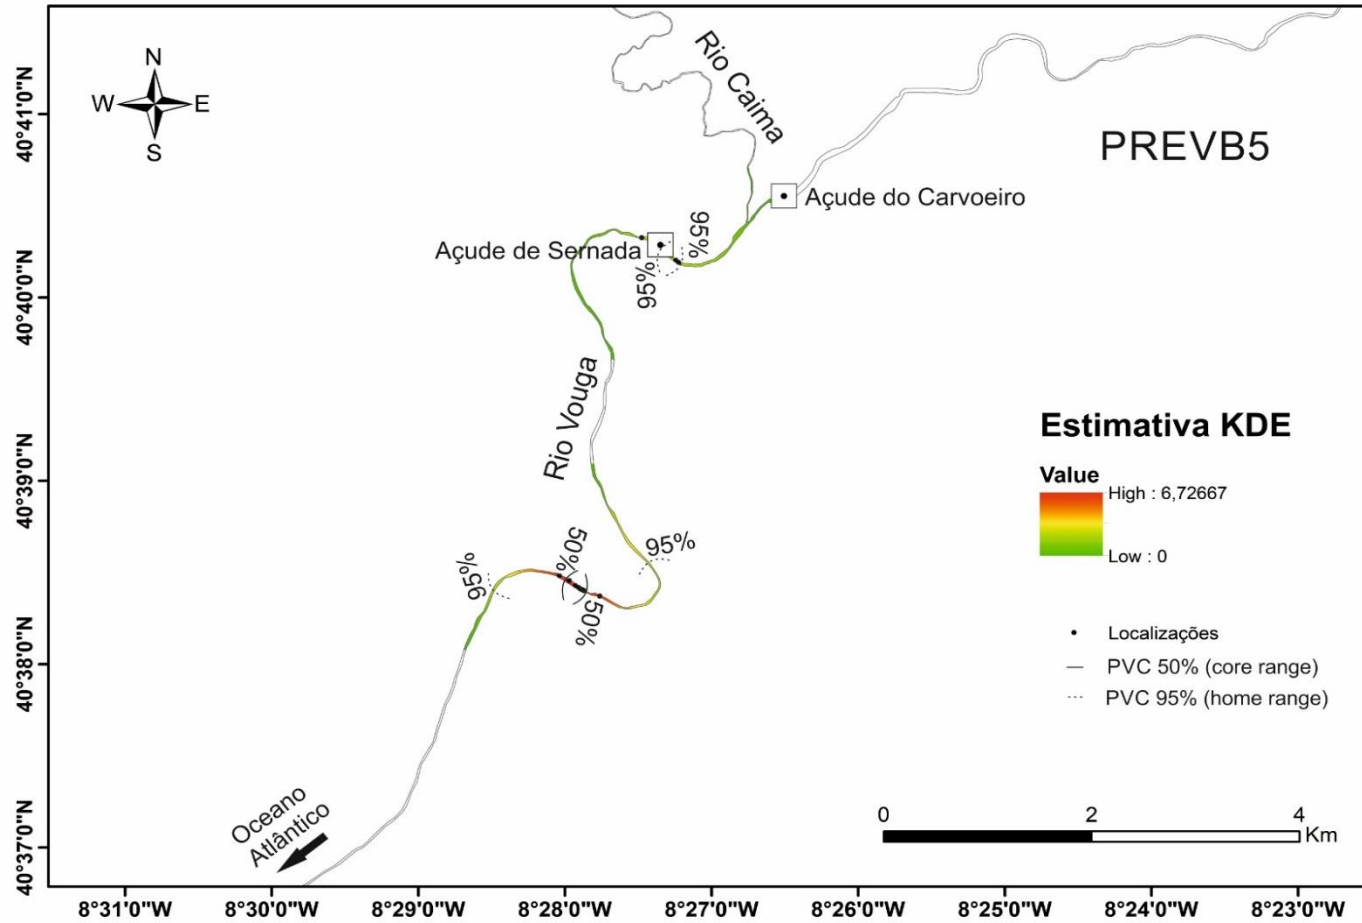 N
W
E
S
Rio Caima
PREVB5
Açude do Carvoeiro
95%
Açude de Sernada
95%
Rio Vouga
Estimativa KDE
Value
High : 6,72667
Low : 0
95%
50%
95%
50%
Localizações
PVC 50% (core range)
PVC 95% (home range)
Oceano
Atlântico
0
2
4
Km
40°41'0"N
40°40'0"N
40°39'0"N
40°38'0"N
40°37'0"N
8°31'0"W
8°30'0"W
8°29'0"W
8°28'0"W
8°27'0"W
8°26'0"W
8°25'0"W
8°24'0"W
8°23'0"W